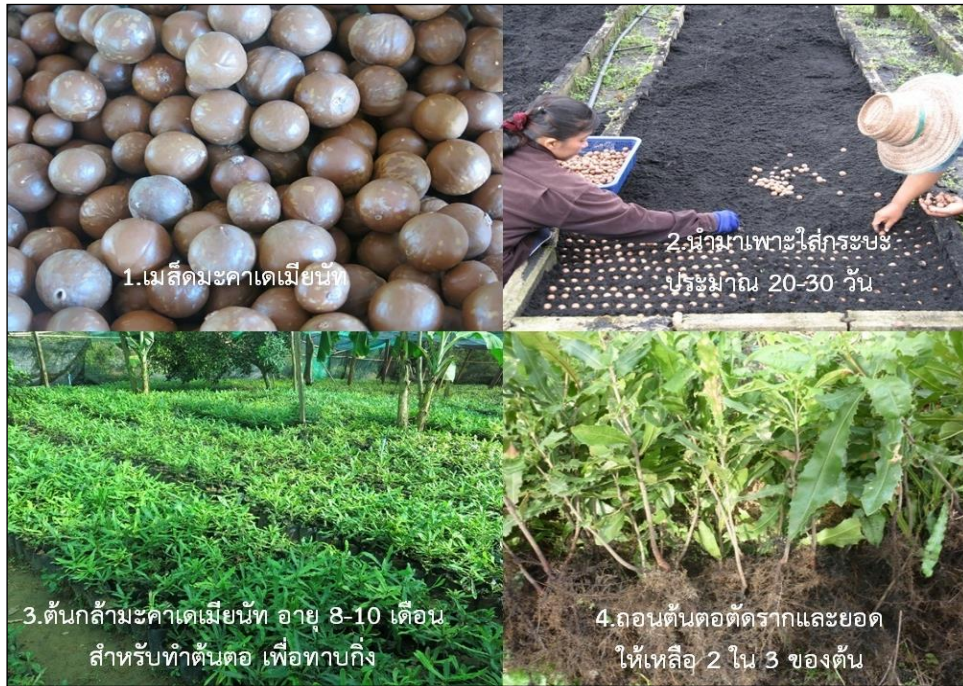 1.เมล็ดมะคาเดเมียนัท
2.นำมาเพาะใส่กระบะ
ประมาณ 20-30 วัน
3.ต้นกล้ามะคาเดเมียนัท อายุ 8-10 เดือน
สำหรับทำต้นตอ เพื่อทาบกิ่ง
4.ถอนต้นตอตัดรากและยอด
ให้เหลือ 2 ใน 3 ของต้น